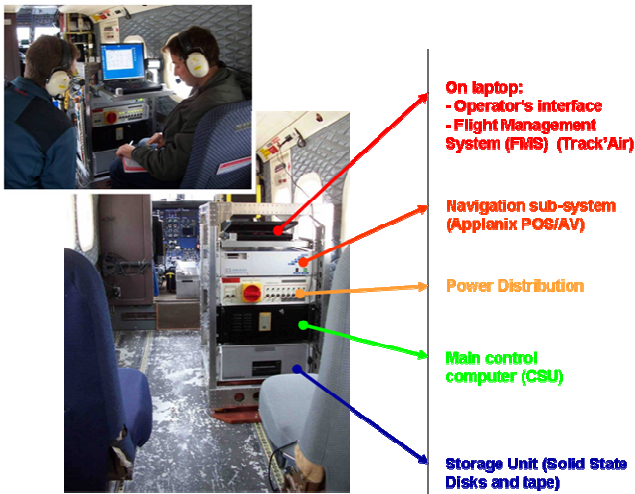 On laptop:
- Operator's interface
- Flight Management
System (FMS) (Track'Air)
Navigation sub-system
(Applanix POS/AV)
Power Distribution
Main control
computer (CSU)
Storage Unit (Solid State
Disks and tape)